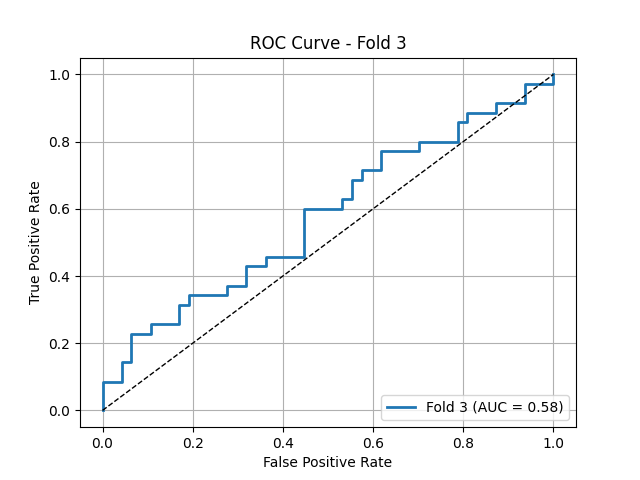 ROC Curve - Fold 3
True Positive Rate
1.0
0.8
0.6
0.4
0.2
0.0
Fold 3 (AUC = 0.58)
0.0 0.2 0.4 0.6 0.8 1.0
False Positive Rate